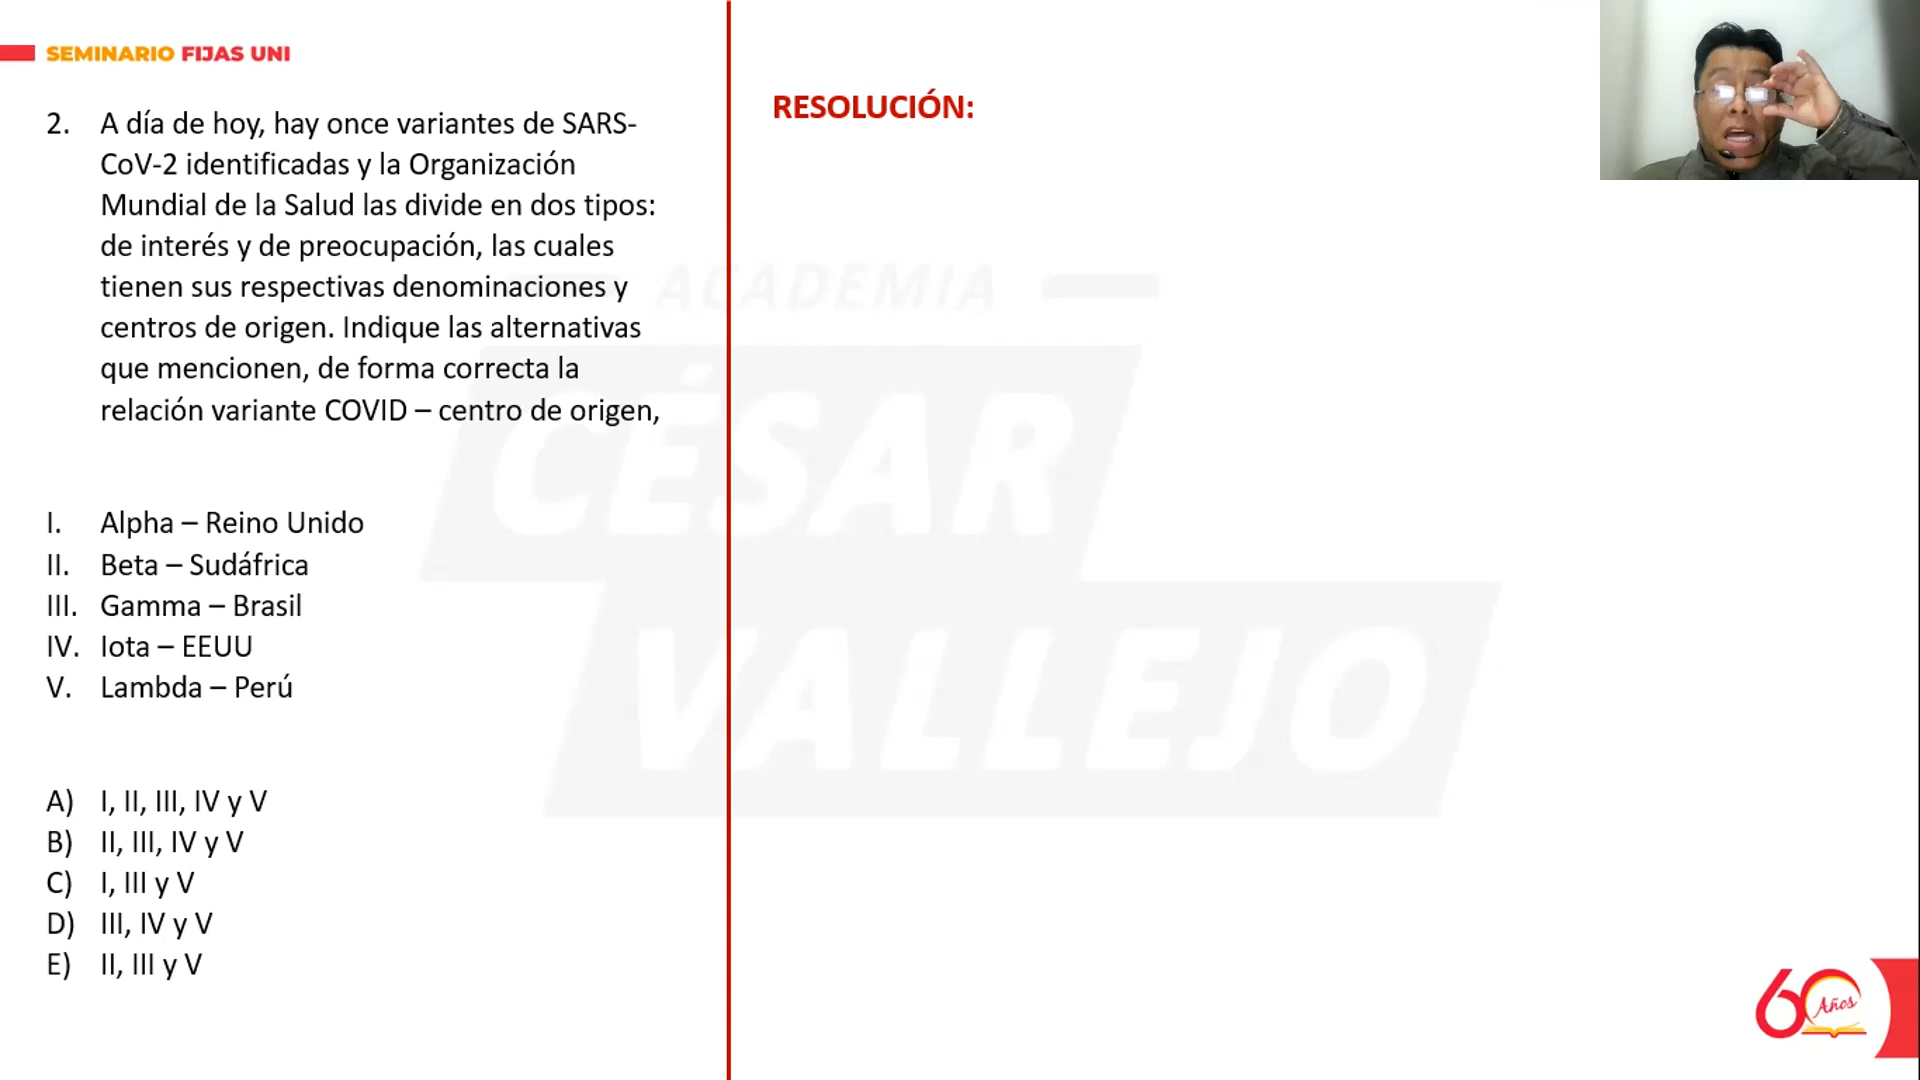 SEMINARIO FIJAS UNI
2. A día de hoy, hay once variantes de SARS-
CoV-2 identificadas y la Organización
Mundial de la Salud las divide en dos tipos:
de interés y de preocupación, las cuales
tienen sus respectivas denominaciones y
centros de origen. Indique las alternativas
que mencionen, de forma correcta la
relación variante COVID – centro de origen,
I. Alpha – Reino Unido
II. Beta – Sudáfrica
III. Gamma – Brasil
IV. Iota – EEUU
V. Lambda – Perú
A) I, II, III, IV y V
B) II, III, IV y V
C) I, III y V
D) III, IV y V
E) II, III y V
RESOLUCIÓN:
ACADEMIA
CÉSAR
VALLEJO
60 Años